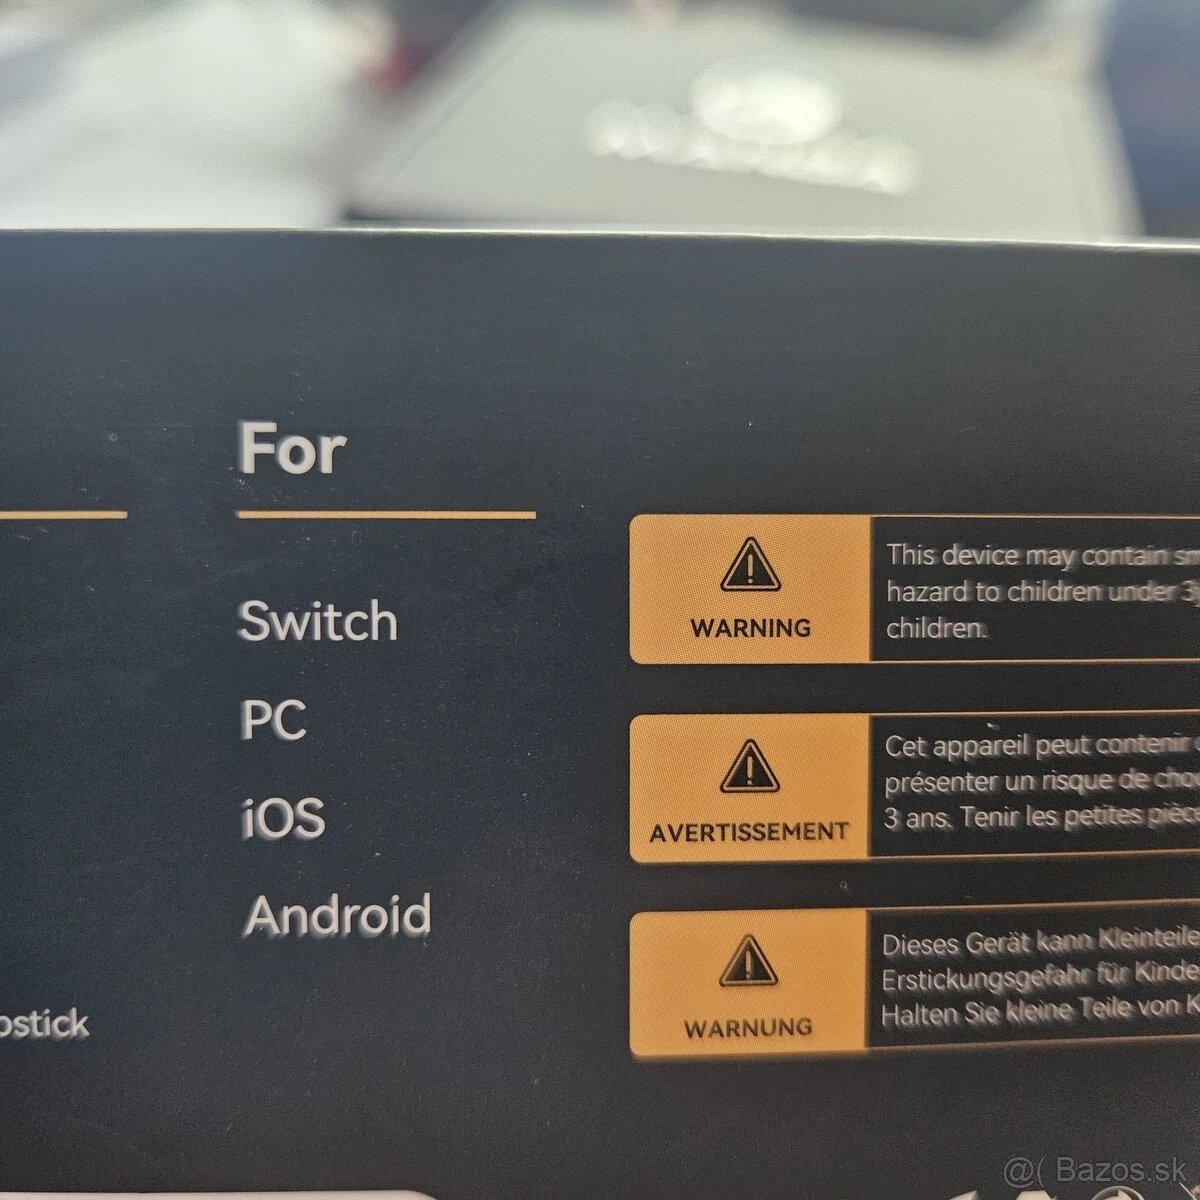 For
Switch
PC
iOS
Android
WARNING
This device may contain
hazard to children under
children.
AVERTISSEMENT
Cet appareil peut contenir
présenter un risque de
3 ans. Tenir les petites
WARNUNG
Dieses Gerät kann Kleinteile
Erstickungsgefahr für
Halten Sie kleine Teile von
@( Bazos.sk